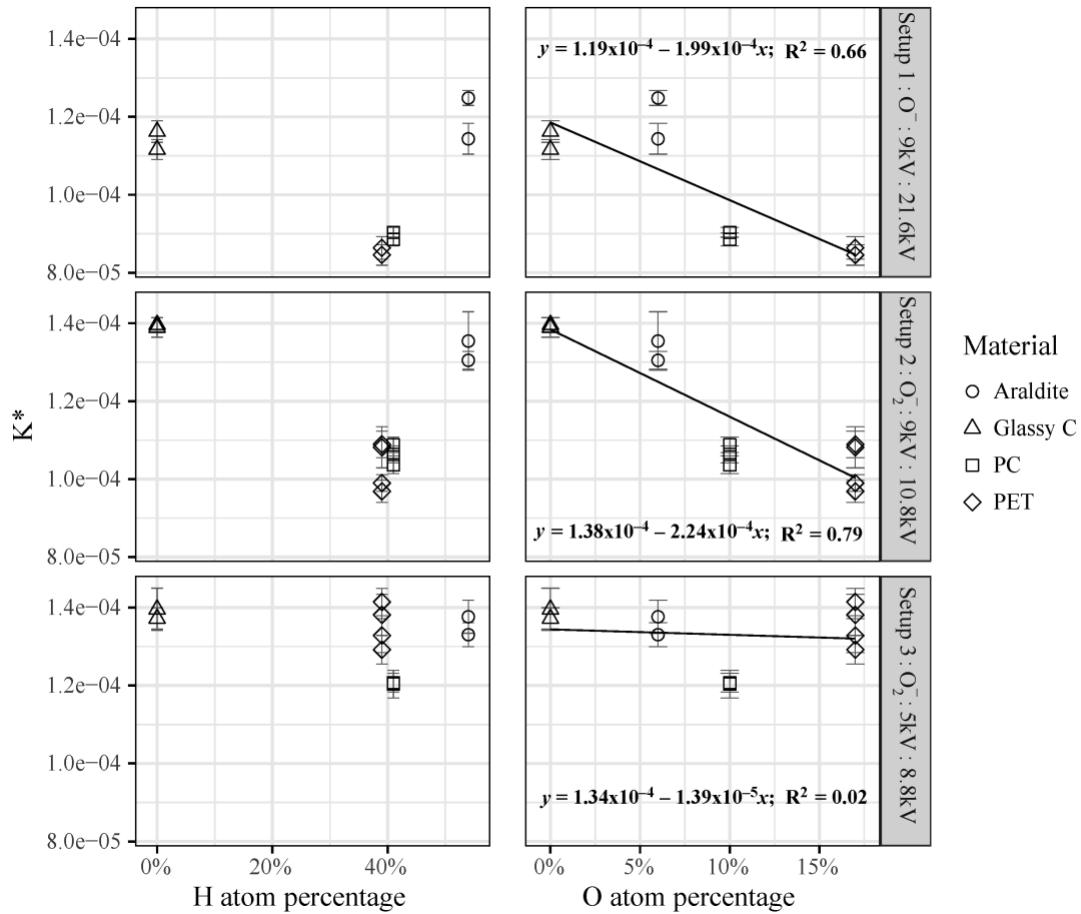 1.4e−04
1.2e−04
1.0e−04
8.0e−05
y = 1.19x10⁻⁴ − 1.99x10⁻⁴x; R² = 0.66
Setup 1 : O⁻ : 9kV : 21.6kV
1.4e−04
1.2e−04
1.0e−04
8.0e−05
y = 1.38x10⁻⁴ − 2.24x10⁻⁴x; R² = 0.79
Setup 2 : O₂⁻ : 9kV : 10.8kV
K*
1.4e−04
1.2e−04
1.0e−04
8.0e−05
y = 1.34x10⁻⁴ − 1.39x10⁻⁵x; R² = 0.02
Setup 3 : O₂⁻ : 5kV : 8.8kV
0% 20% 40%
H atom percentage
0% 5% 10% 15%
O atom percentage
Material
Araldite
Glassy C
PC
PET